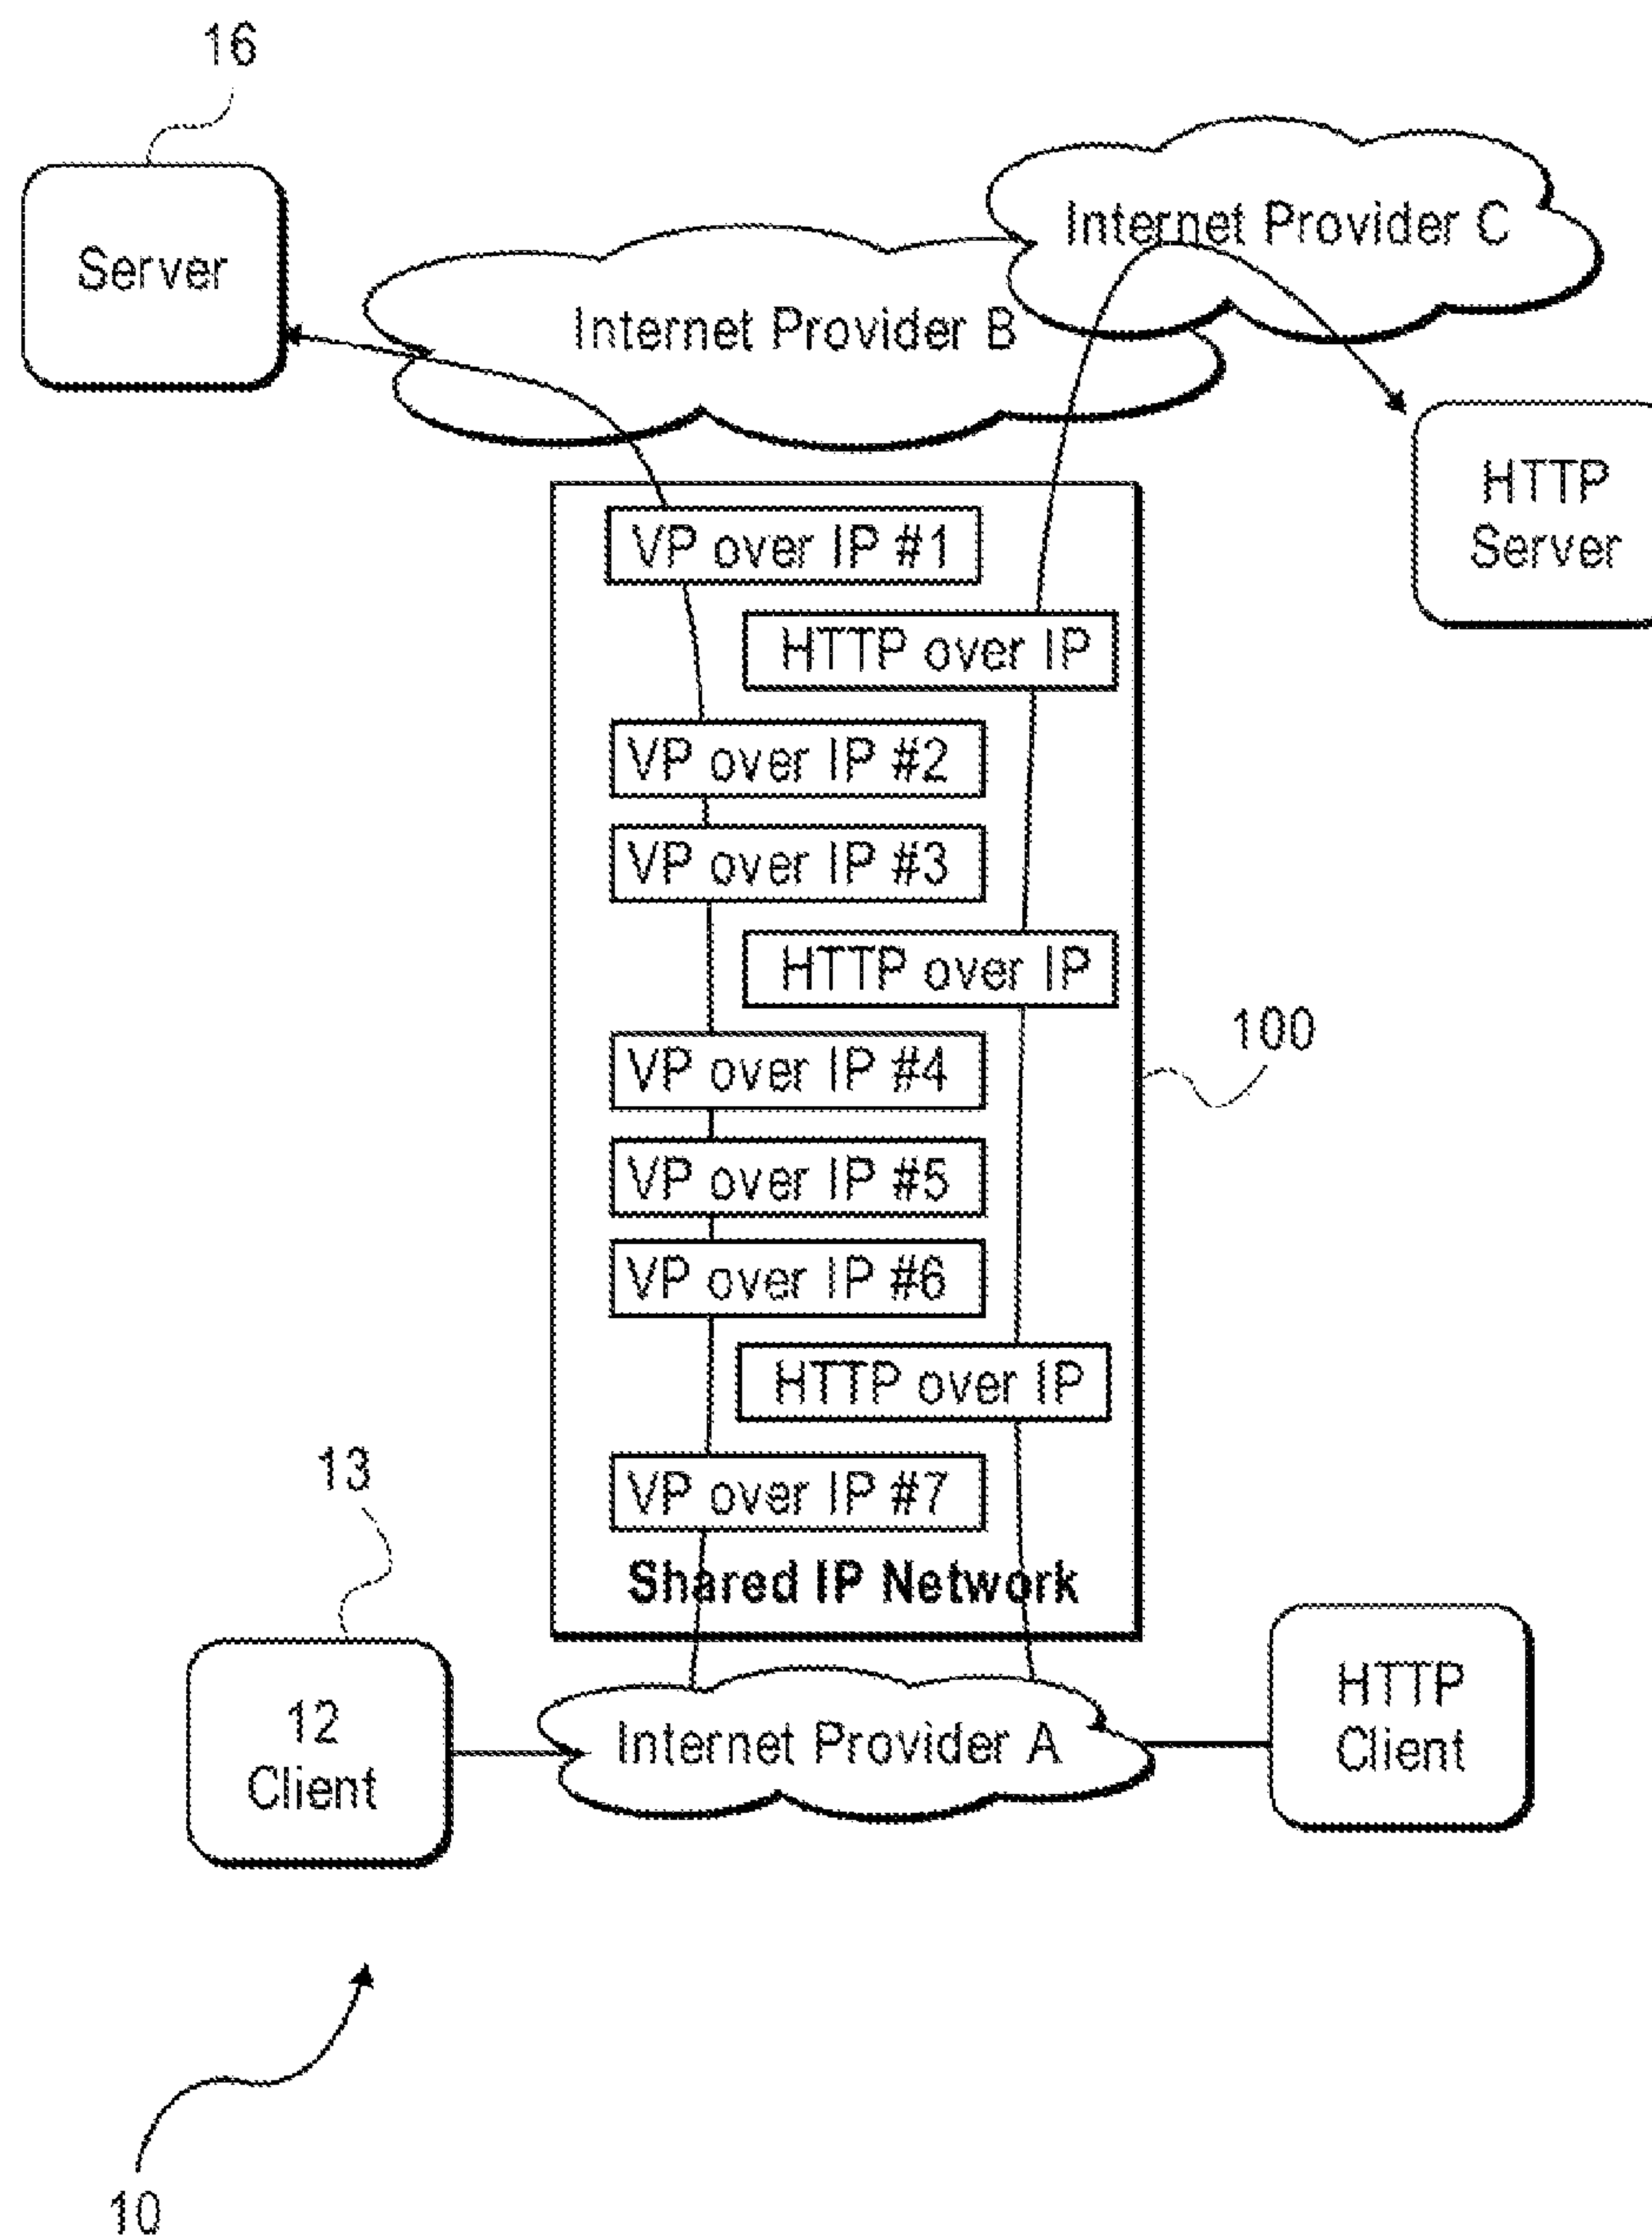 16
Server
Internet Provider C
Internet Provider B
HTTP
Server
VP over IP #1
HTTP over IP
VP over IP #2
VP over IP #3
HTTP over IP
100
VP over IP #4
VP over IP #5
VP over IP #6
HTTP over IP
13
VP over IP #7
Shared IP Network
12
Client
Internet Provider A
HTTP
Client
10